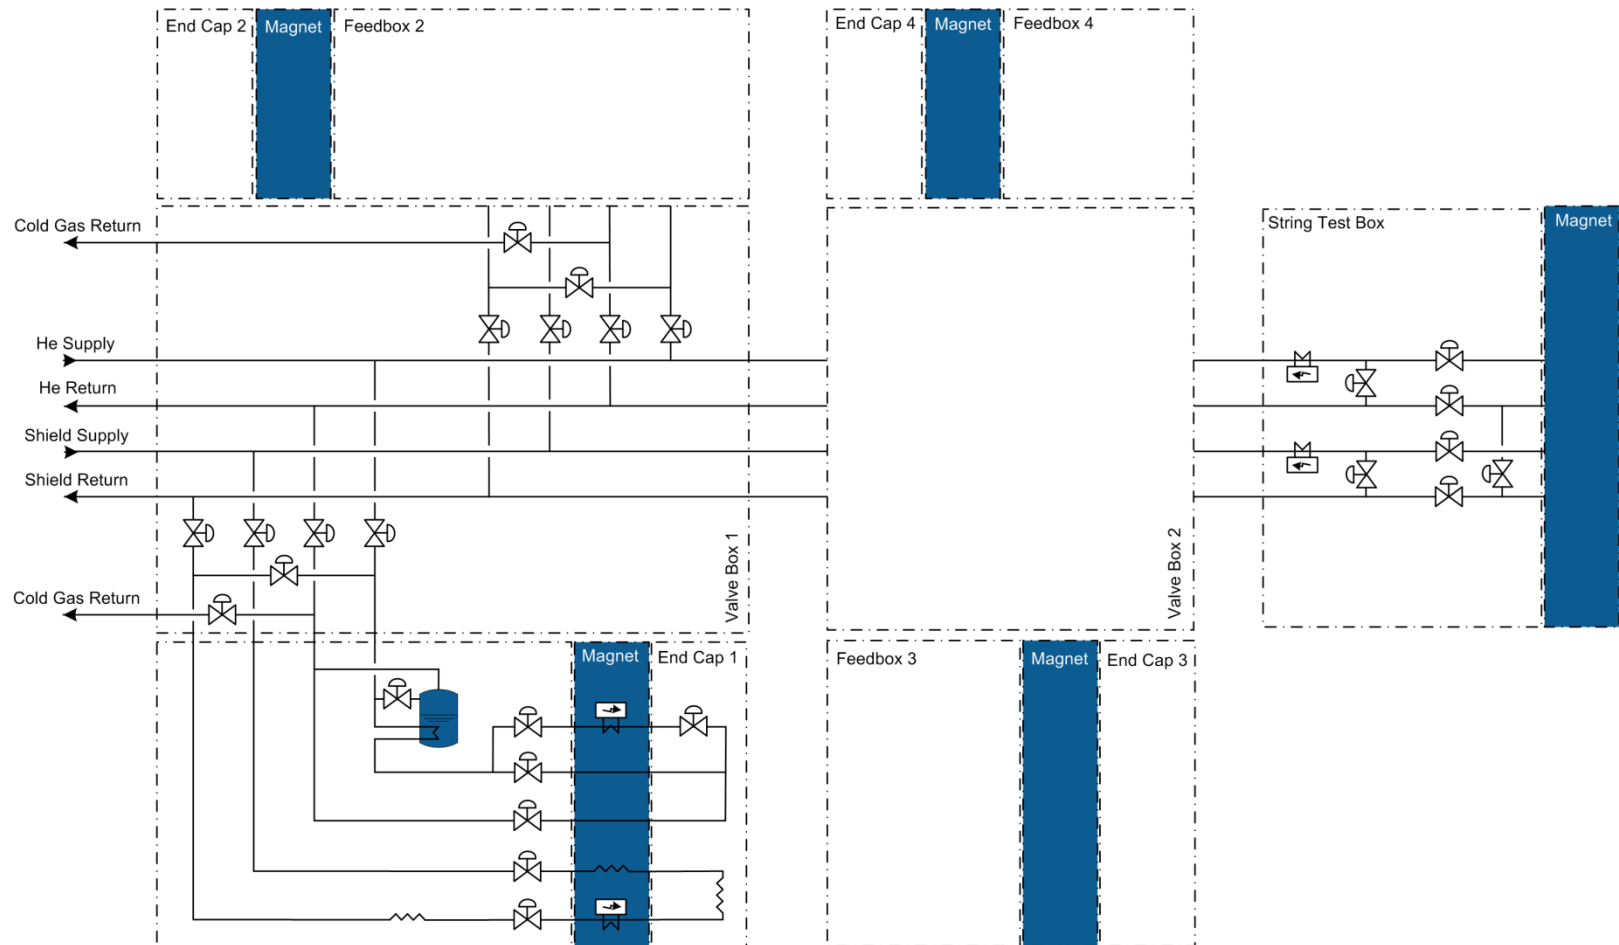 End Cap 2
Magnet
Feedbox 2
End Cap 4
Magnet
Feedbox 4
Cold Gas Return
String Test Box
Magnet
He Supply
He Return
Shield Supply
Shield Return
Valve Box 1
Valve Box 2
Cold Gas Return
Magnet
End Cap 1
Feedbox 3
Magnet
End Cap 3